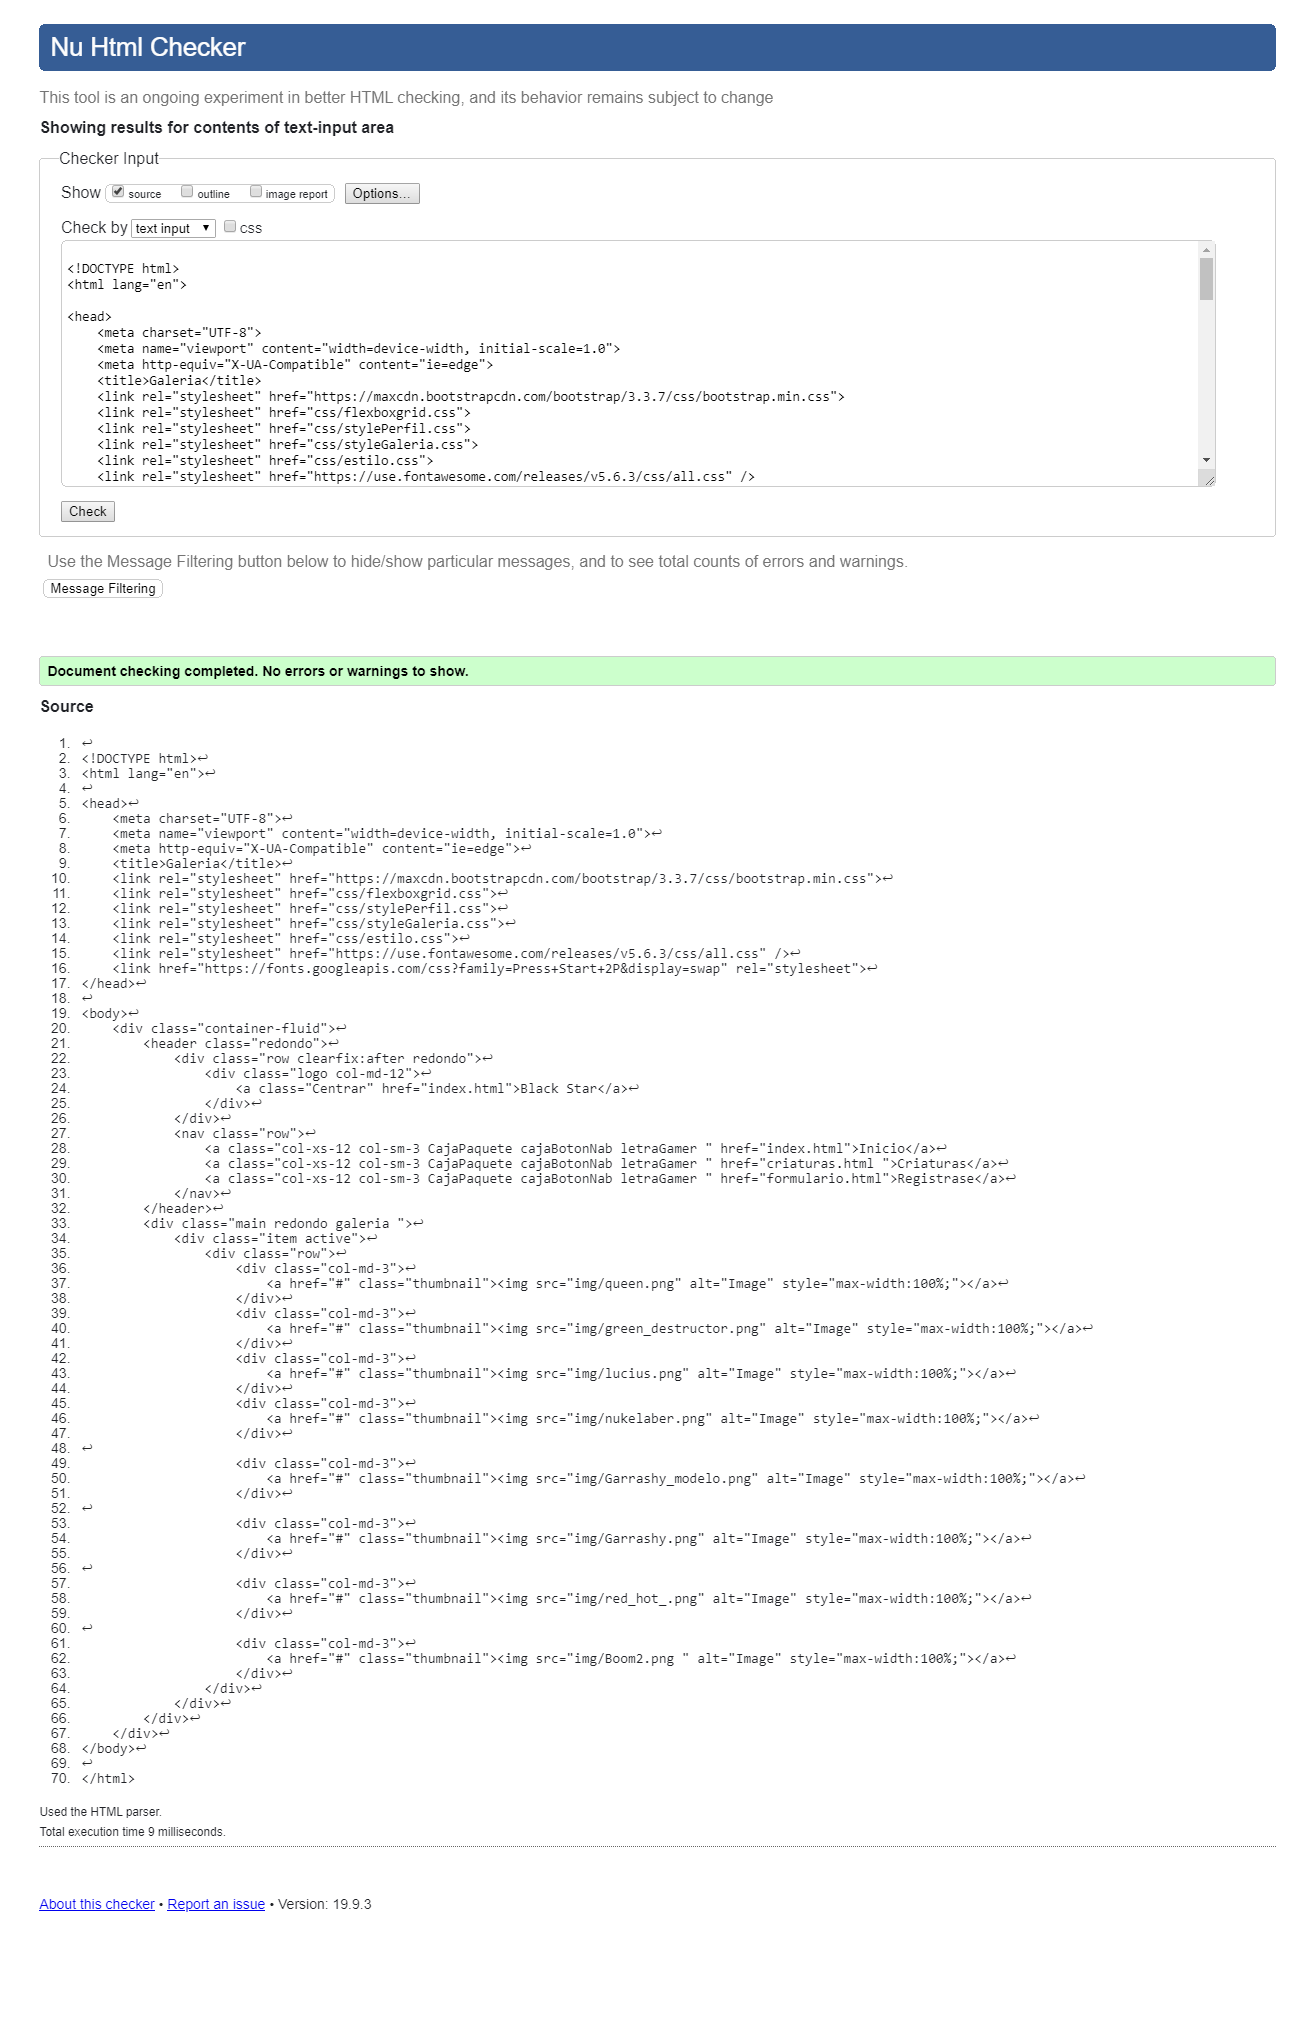 Nu Html Checker
This tool is an ongoing experiment in better HTML checking, and its behavior remains subject to change
Showing results for contents of text-input area
Checker Input
Show source outline image report Options...
Check by text input css
<!DOCTYPE html>
<html lang="en">
<head>
    <meta charset="UTF-8">
    <meta name="viewport" content="width=device-width, initial-scale=1.0">
    <meta http-equiv="X-UA-Compatible" content="ie=edge">
    <title>Galeria</title>
    <link rel="stylesheet" href="https://maxcdn.bootstrapcdn.com/bootstrap/3.3.7/css/bootstrap.min.css">
    <link rel="stylesheet" href="css/flexboxgrid.css">
    <link rel="stylesheet" href="css/stylePerfil.css">
    <link rel="stylesheet" href="css/styleGaleria.css">
    <link rel="stylesheet" href="css/estilo.css">
    <link rel="stylesheet" href="https://use.fontawesome.com/releases/v5.6.3/css/all.css" />
Check
Use the Message Filtering button below to hide/show particular messages, and to see total counts of errors and warnings.
Message Filtering
Document checking completed. No errors or warnings to show.
Source
1. ↩
2. <!DOCTYPE html>↩
3. <html lang="en">↩
4. ↩
5. <head>↩
6.     <meta charset="UTF-8">↩
7.     <meta name="viewport" content="width=device-width, initial-scale=1.0">↩
8.     <meta http-equiv="X-UA-Compatible" content="ie=edge">↩
9.     <title>Galeria</title>↩
10.     <link rel="stylesheet" href="https://maxcdn.bootstrapcdn.com/bootstrap/3.3.7/css/bootstrap.min.css">↩
11.     <link rel="stylesheet" href="css/flexboxgrid.css">↩
12.     <link rel="stylesheet" href="css/stylePerfil.css">↩
13.     <link rel="stylesheet" href="css/styleGaleria.css">↩
14.     <link rel="stylesheet" href="css/estilo.css">↩
15.     <link rel="stylesheet" href="https://use.fontawesome.com/releases/v5.6.3/css/all.css" />↩
16.     <link href="https://fonts.googleapis.com/css?family=Press+Start+2P&display=swap" rel="stylesheet">↩
17. </head>↩
18. ↩
19. <body>↩
20.     <div class="container-fluid">↩
21.         <header class="redondo">↩
22.             <div class="row clearfix:after redondo">↩
23.                 <div class="logo col-md-12">↩
24.                     <a class="Centrar" href="index.html">Black Star</a>↩
25.                 </div>↩
26.             </div>↩
27.             <nav class="row">↩
28.                 <a class="col-xs-12 col-sm-3 CajaPaquete cajaBotonNab letraGamer " href="index.html">Inicio</a>↩
29.                 <a class="col-xs-12 col-sm-3 CajaPaquete cajaBotonNab letraGamer " href="criaturas.html ">Criaturas</a>↩
30.                 <a class="col-xs-12 col-sm-3 CajaPaquete cajaBotonNab letraGamer " href="formulario.html">Registrase</a>↩
31.             </nav>↩
32.         </header>↩
33.         <div class="main redondo galeria ">↩
34.             <div class="item active">↩
35.                 <div class="row">↩
36.                     <div class="col-md-3">↩
37.                         <a href="#" class="thumbnail"><img src="img/queen.png" alt="Image" style="max-width:100%;"></a>↩
38.                     </div>↩
39.                     <div class="col-md-3">↩
40.                         <a href="#" class="thumbnail"><img src="img/green_destructor.png" alt="Image" style="max-width:100%;"></a>↩
41.                     </div>↩
42.                     <div class="col-md-3">↩
43.                         <a href="#" class="thumbnail"><img src="img/lucius.png" alt="Image" style="max-width:100%;"></a>↩
44.                     </div>↩
45.                     <div class="col-md-3">↩
46.                         <a href="#" class="thumbnail"><img src="img/nukelaber.png" alt="Image" style="max-width:100%;"></a>↩
47.                     </div>↩
48. ↩
49.                     <div class="col-md-3">↩
50.                         <a href="#" class="thumbnail"><img src="img/Garrashy_modelo.png" alt="Image" style="max-width:100%;"></a>↩
51.                     </div>↩
52. ↩
53.                     <div class="col-md-3">↩
54.                         <a href="#" class="thumbnail"><img src="img/Garrashy.png" alt="Image" style="max-width:100%;"></a>↩
55.                     </div>↩
56. ↩
57.                     <div class="col-md-3">↩
58.                         <a href="#" class="thumbnail"><img src="img/red_hot_.png" alt="Image" style="max-width:100%;"></a>↩
59.                     </div>↩
60. ↩
61.                     <div class="col-md-3">↩
62.                         <a href="#" class="thumbnail"><img src="img/Boom2.png " alt="Image" style="max-width:100%;"></a>↩
63.                     </div>↩
64.                 </div>↩
65.             </div>↩
66.         </div>↩
67.     </div>↩
68. </body>↩
69. ↩
70. </html>
Used the HTML parser.
Total execution time 9 milliseconds.
About this checker • Report an issue • Version: 19.9.3